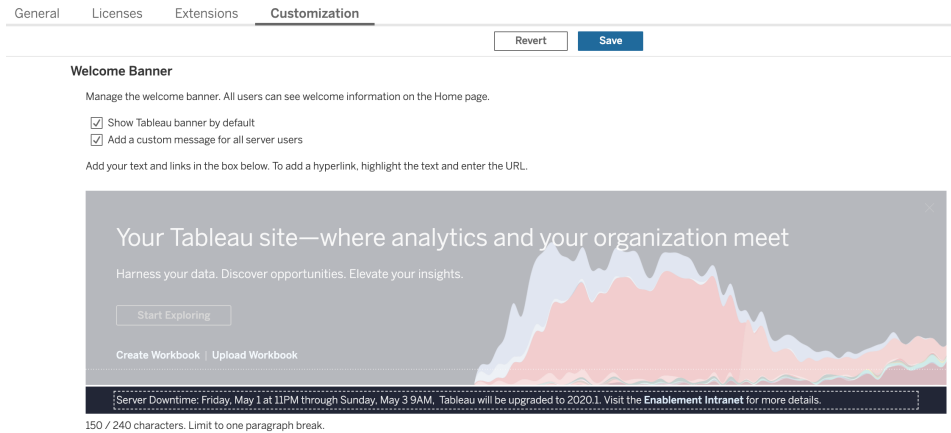 General Licenses Extensions Customization
Revert Save
Welcome Banner
Manage the welcome banner. All users can see welcome information on the Home page.
Show Tableau banner by default
Add a custom message for all server users
Add your text and links in the box below. To add a hyperlink, highlight the text and enter the URL.
Your Tableau site—where analytics and your organization meet
Harness your data. Discover opportunities. Elevate your insights.
Start Exploring
Create Workbook | Upload Workbook
Server Downtime: Friday, May 1 at 11PM through Sunday, May 3 9AM, Tableau will be upgraded to 2020.1. Visit the Enablement Intranet for more details.
150 / 240 characters. Limit to one paragraph break.